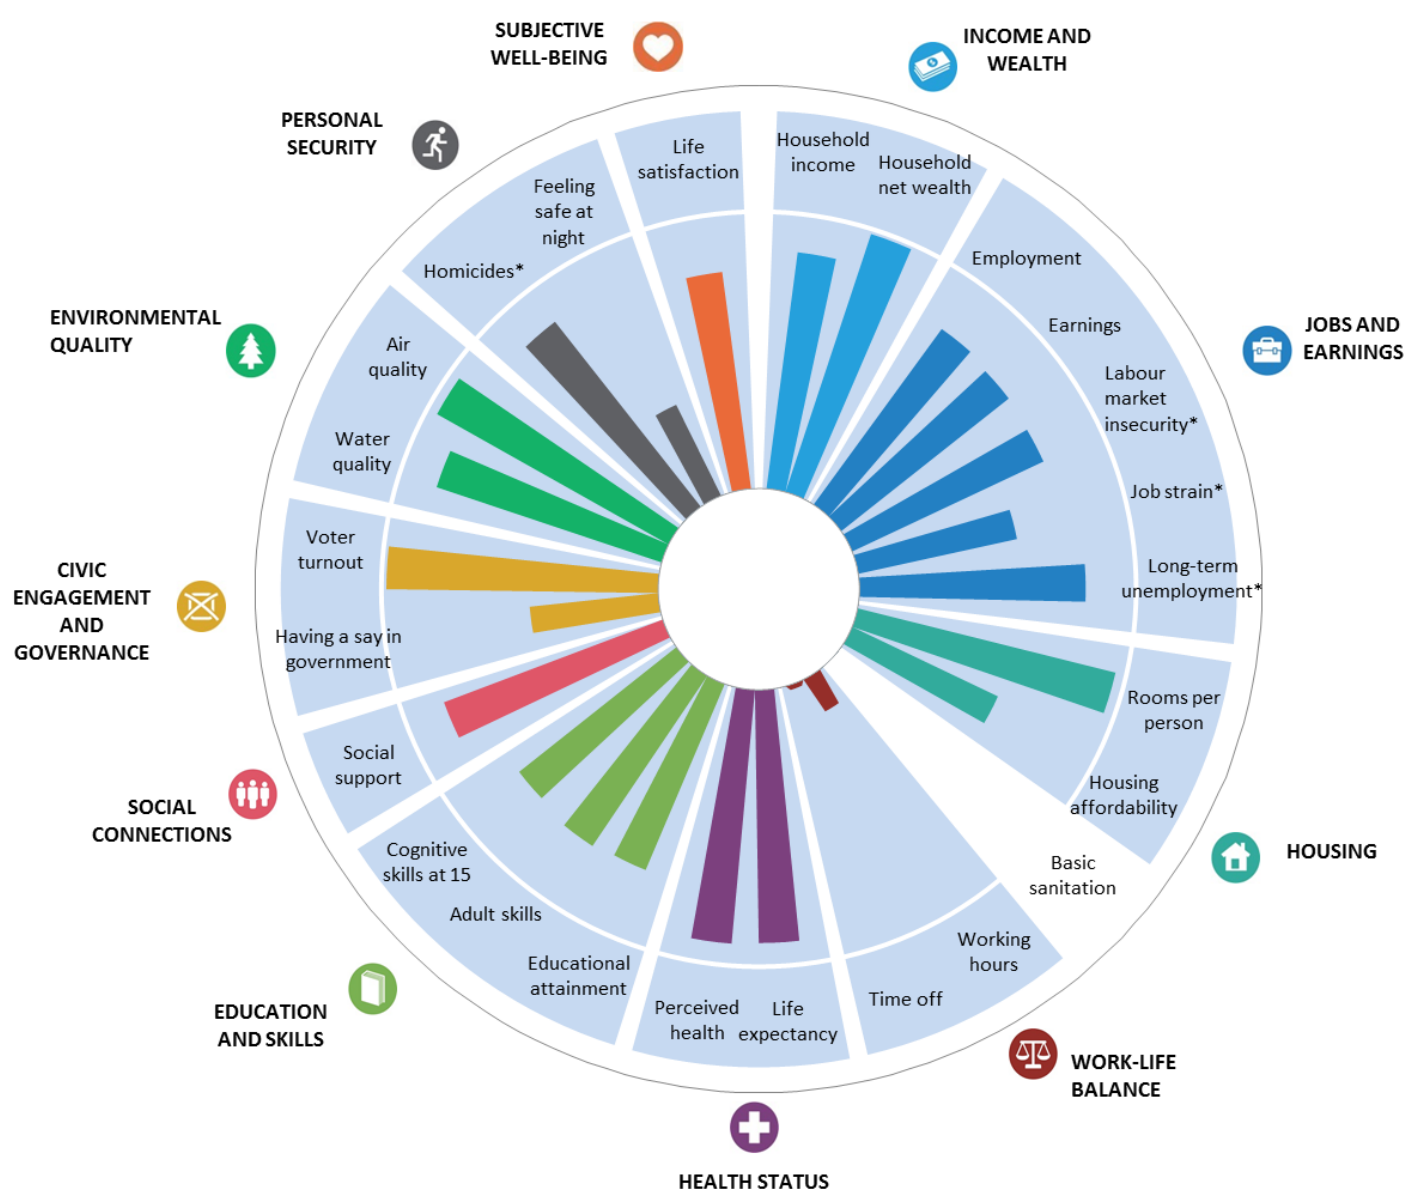 SUBJECTIVE
WELL-BEING
INCOME AND
WEALTH
PERSONAL
SECURITY
Life
satisfaction
Household
income
Household
net wealth
Feeling
safe at
night
Homicides*
Employment
Earnings
Labour
market
insecurity*
Job strain*
Long-term
unemployment*
JOBS AND
EARNINGS
ENVIRONMENTAL
QUALITY
Air
quality
Water
quality
CIVIC
ENGAGEMENT
AND
GOVERNANCE
Voter
turnout
Having a say in
government
Rooms per
person
Housing
affordability
Basic
sanitation
HOUSING
SOCIAL
CONNECTIONS
Social
support
Cognitive
skills at 15
Adult skills
Educational
attainment
EDUCATION
AND SKILLS
Perceived
health
Life
expectancy
Time off
Working
hours
WORK-LIFE
BALANCE
HEALTH STATUS